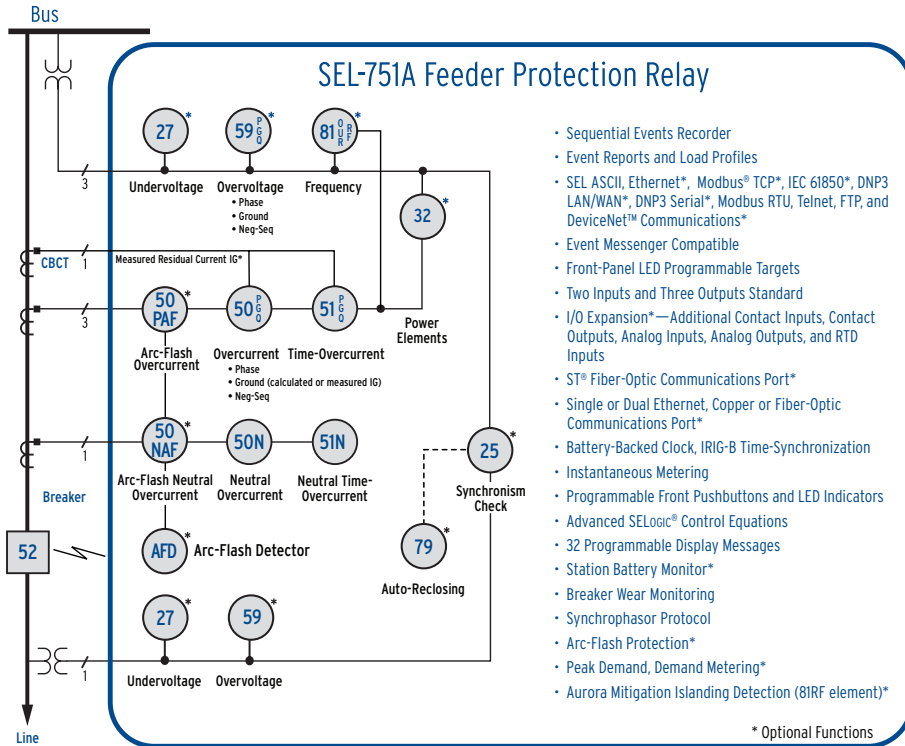 Bus
SEL-751A Feeder Protection Relay
27 *
59 P G Q *
81 O U R RF *
3
Undervoltage
Overvoltage
• Phase
• Ground
• Neg-Seq
Frequency
32 *
Power
Elements
CBCT
1
Measured Residual Current IG*
3
50
PAF *
50 P G Q
51 P G Q
Arc-Flash
Overcurrent
Overcurrent
• Phase
• Ground (calculated or measured IG)
• Neg-Seq
Time-Overcurrent
1
50
NAF *
50N
51N
Arc-Flash Neutral
Overcurrent
Neutral
Overcurrent
Neutral Time-
Overcurrent
25 *
Synchronism
Check
Breaker
52
AFD *
Arc-Flash Detector
79 *
Auto-Reclosing
27 *
59 *
1
Undervoltage
Overvoltage
Line
• Sequential Events Recorder
• Event Reports and Load Profiles
• SEL ASCII, Ethernet*, Modbus® TCP*, IEC 61850*, DNP3
LAN/WAN*, DNP3 Serial*, Modbus RTU, Telnet, FTP, and
DeviceNet™ Communications*
• Event Messenger Compatible
• Front-Panel LED Programmable Targets
• Two Inputs and Three Outputs Standard
• I/O Expansion*—Additional Contact Inputs, Contact
Outputs, Analog Inputs, Analog Outputs, and RTD
Inputs
• ST® Fiber-Optic Communications Port*
• Single or Dual Ethernet, Copper or Fiber-Optic
Communications Port*
• Battery-Backed Clock, IRIG-B Time-Synchronization
• Instantaneous Metering
• Programmable Front Pushbuttons and LED Indicators
• Advanced SELOGIC® Control Equations
• 32 Programmable Display Messages
• Station Battery Monitor*
• Breaker Wear Monitoring
• Synchrophasor Protocol
• Arc-Flash Protection*
• Peak Demand, Demand Metering*
• Aurora Mitigation Islanding Detection (81RF element)*
* Optional Functions